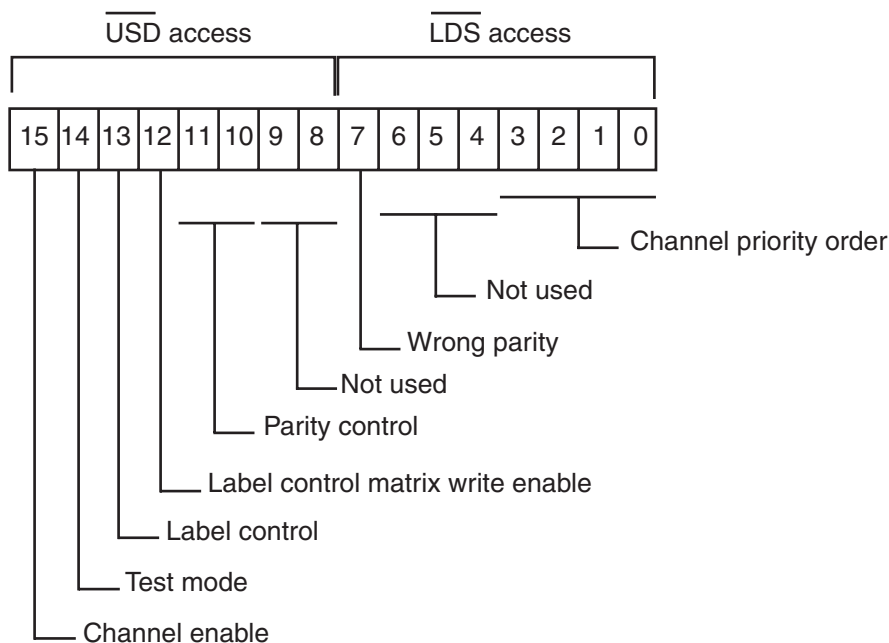 USD access LDS access
15 14 13 12 11 10 9 8 7 6 5 4 3 2 1 0
Channel priority order
Not used
Wrong parity
Not used
Parity control
Label control matrix write enable
Label control
Test mode
Channel enable